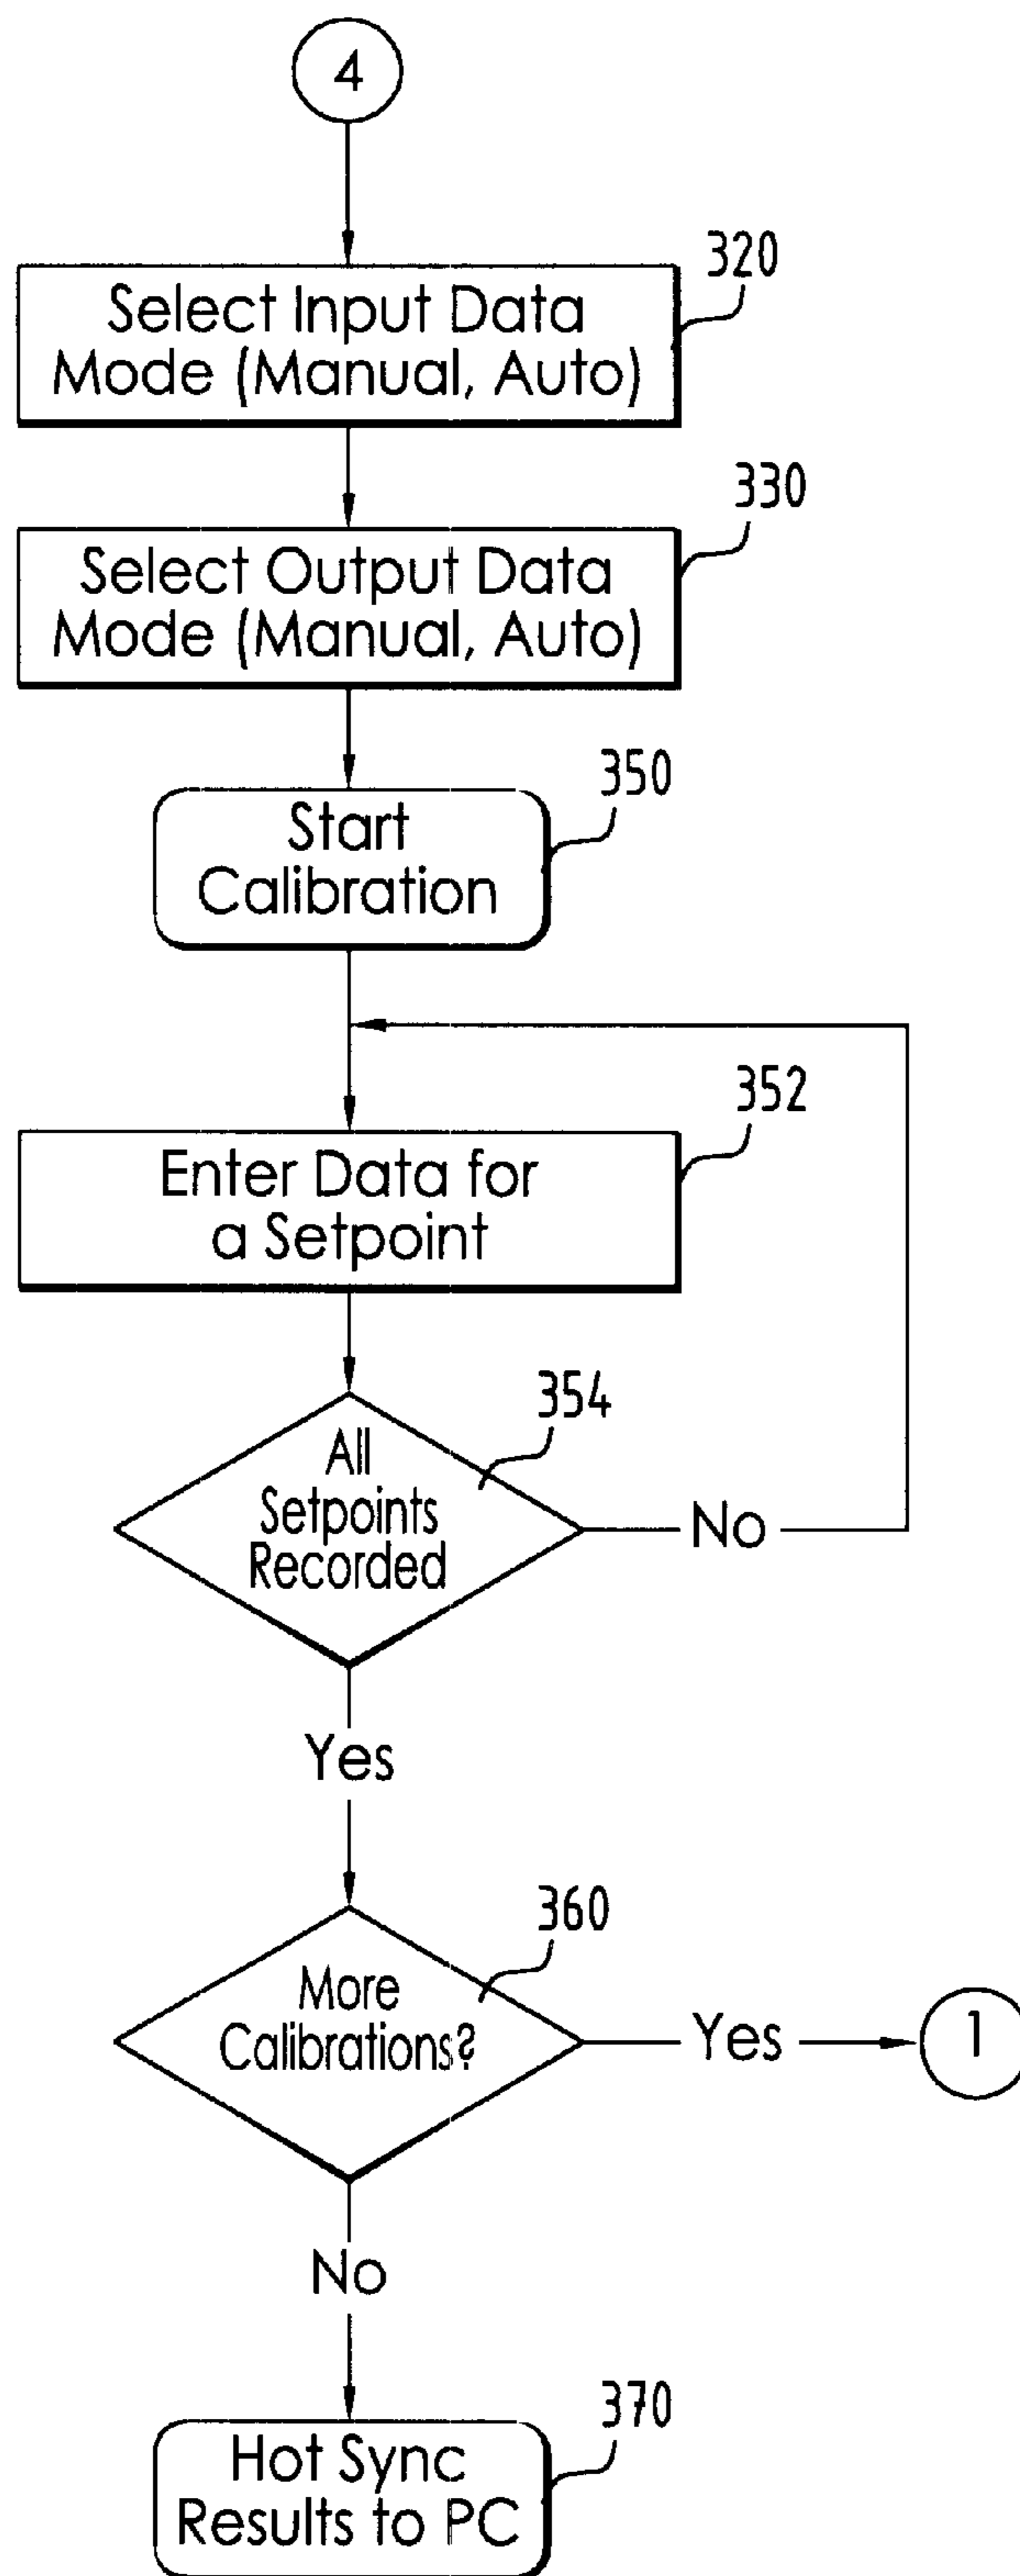 4
320
Select Input Data
Mode (Manual, Auto)
330
Select Output Data
Mode (Manual, Auto)
350
Start
Calibration
352
Enter Data for
a Setpoint
354
All
Setpoints
Recorded
No
Yes
360
More
Calibrations?
Yes
1
No
370
Hot Sync
Results to PC